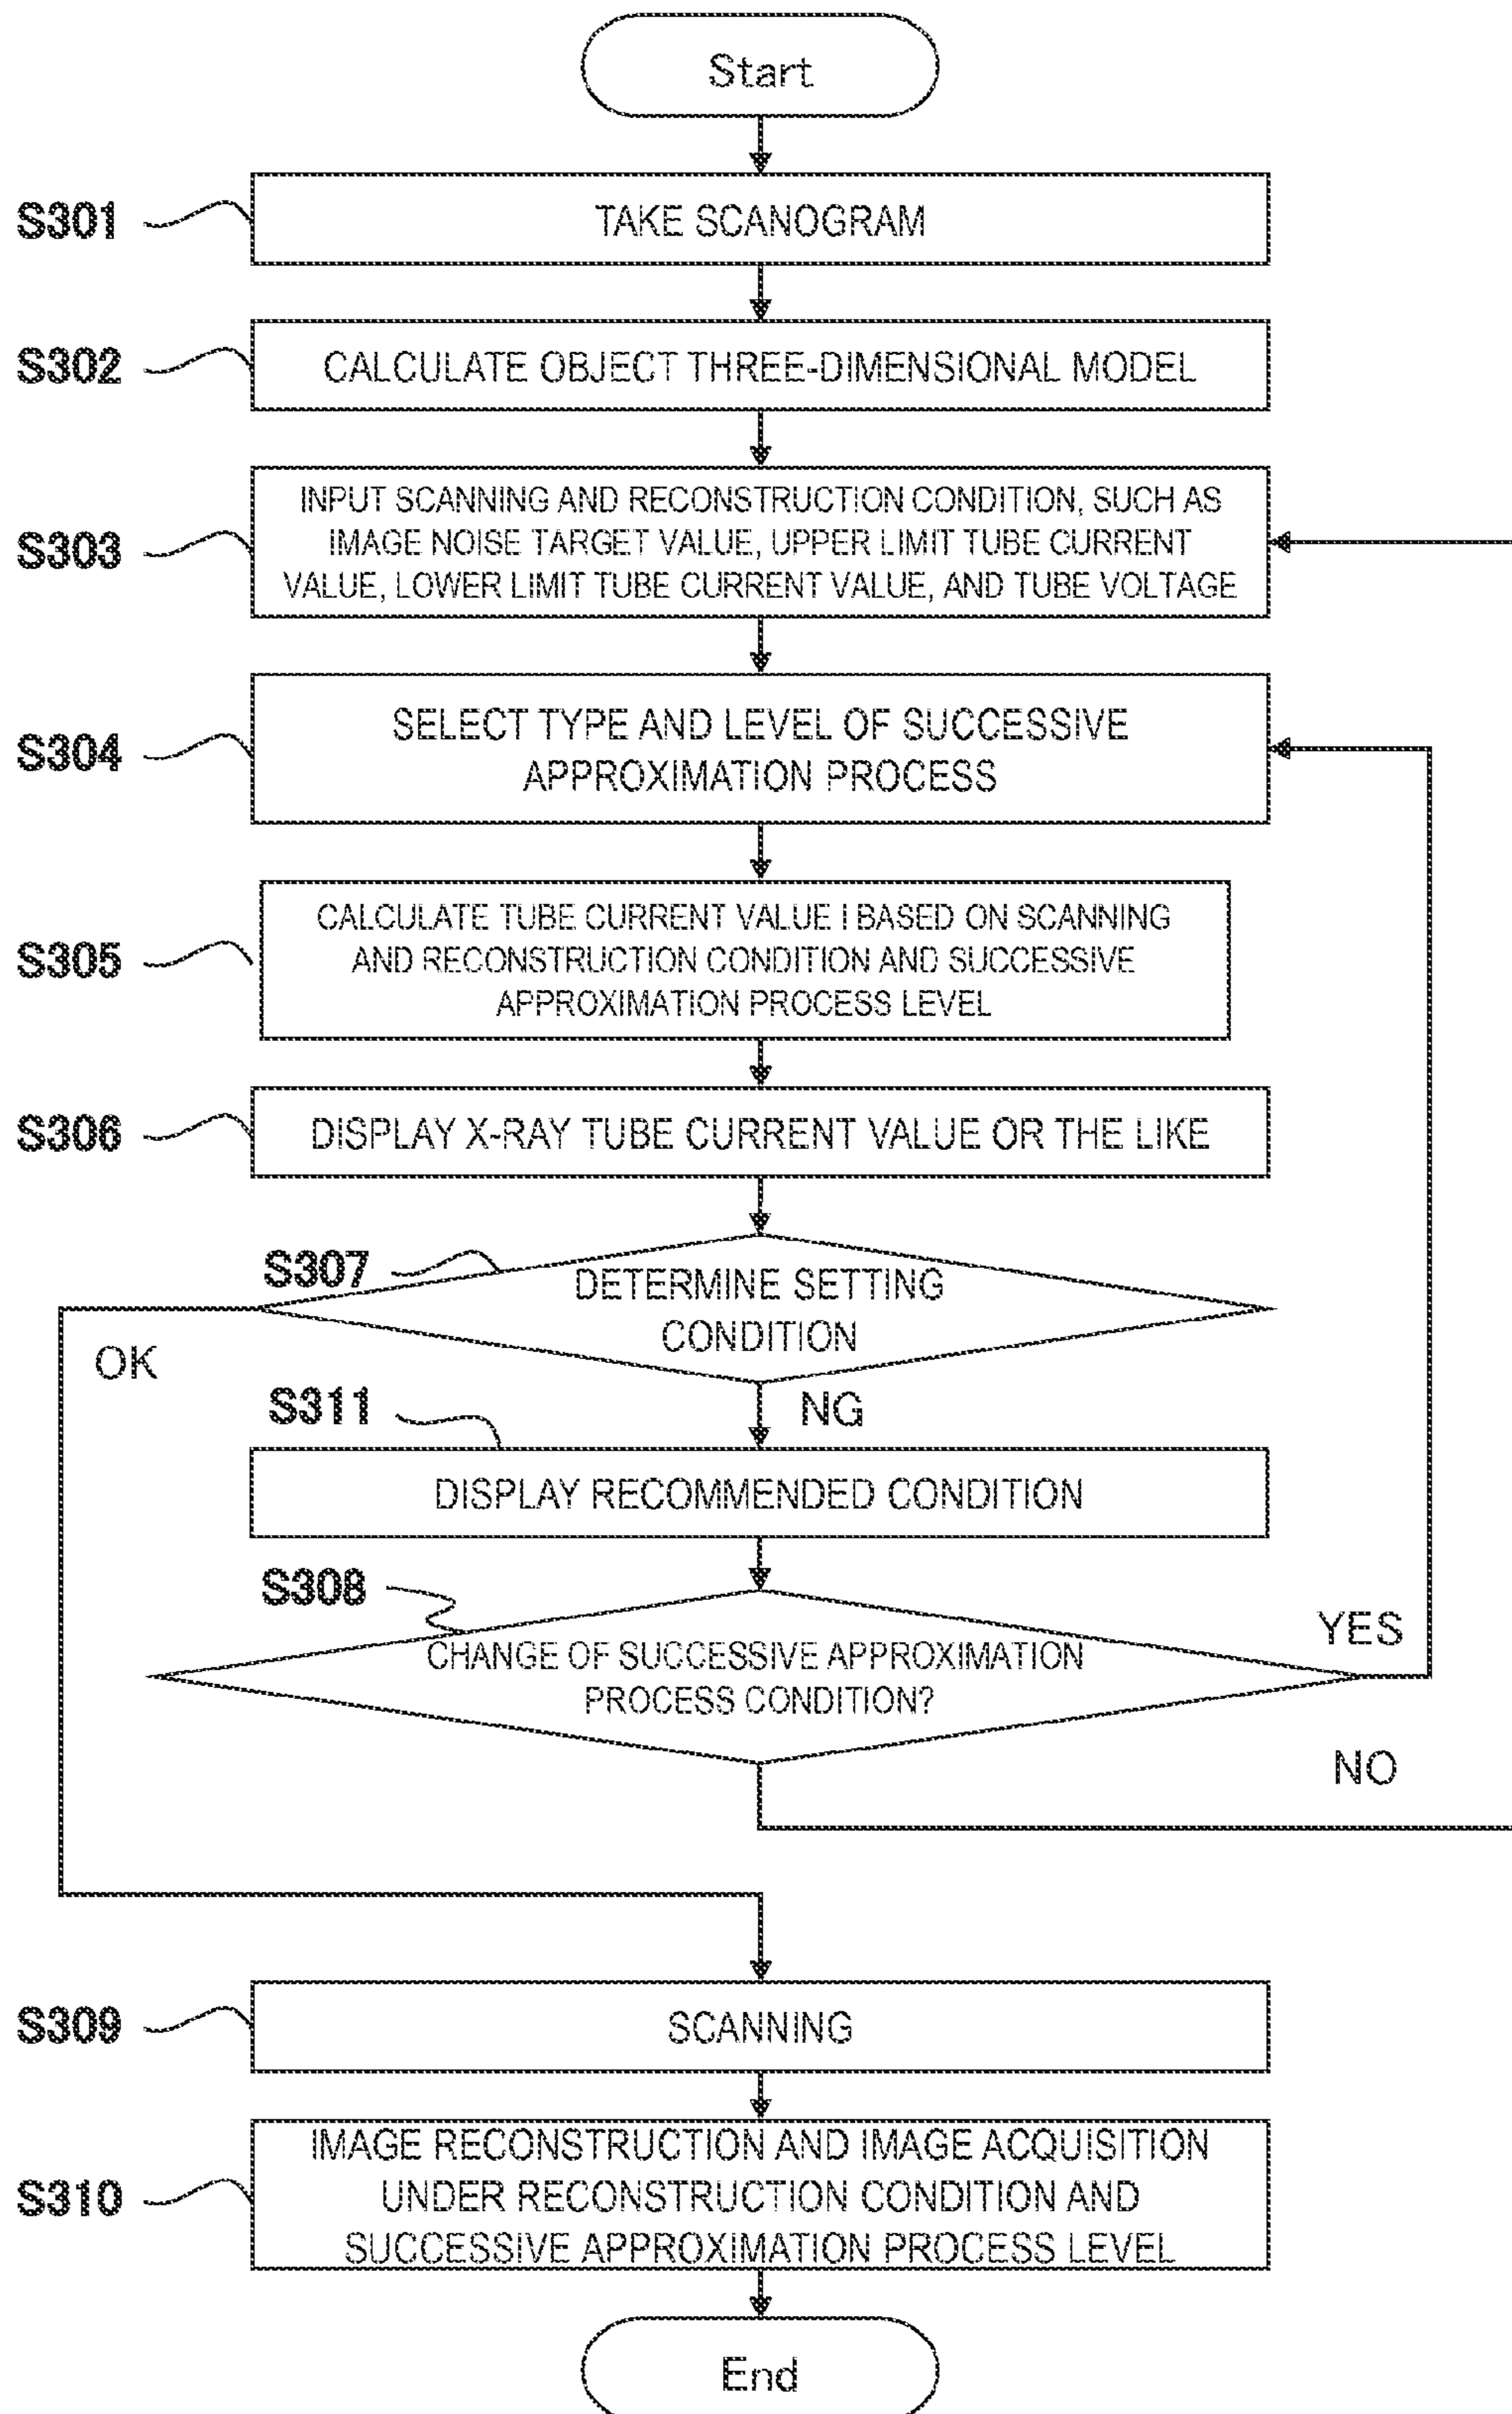 Start
S301
TAKE SCANOGRAM
S302
CALCULATE OBJECT THREE-DIMENSIONAL MODEL
S303
INPUT SCANNING AND RECONSTRUCTION CONDITION, SUCH AS
IMAGE NOISE TARGET VALUE, UPPER LIMIT TUBE CURRENT
VALUE, LOWER LIMIT TUBE CURRENT VALUE, AND TUBE VOLTAGE
S304
SELECT TYPE AND LEVEL OF SUCCESSIVE
APPROXIMATION PROCESS
S305
CALCULATE TUBE CURRENT VALUE I BASED ON SCANNING
AND RECONSTRUCTION CONDITION AND SUCCESSIVE
APPROXIMATION PROCESS LEVEL
S306
DISPLAY X-RAY TUBE CURRENT VALUE OR THE LIKE
S307
DETERMINE SETTING
CONDITION
OK
NG
S311
DISPLAY RECOMMENDED CONDITION
S308
CHANGE OF SUCCESSIVE APPROXIMATION
PROCESS CONDITION?
YES
NO
S309
SCANNING
S310
IMAGE RECONSTRUCTION AND IMAGE ACQUISITION
UNDER RECONSTRUCTION CONDITION AND
SUCCESSIVE APPROXIMATION PROCESS LEVEL
End